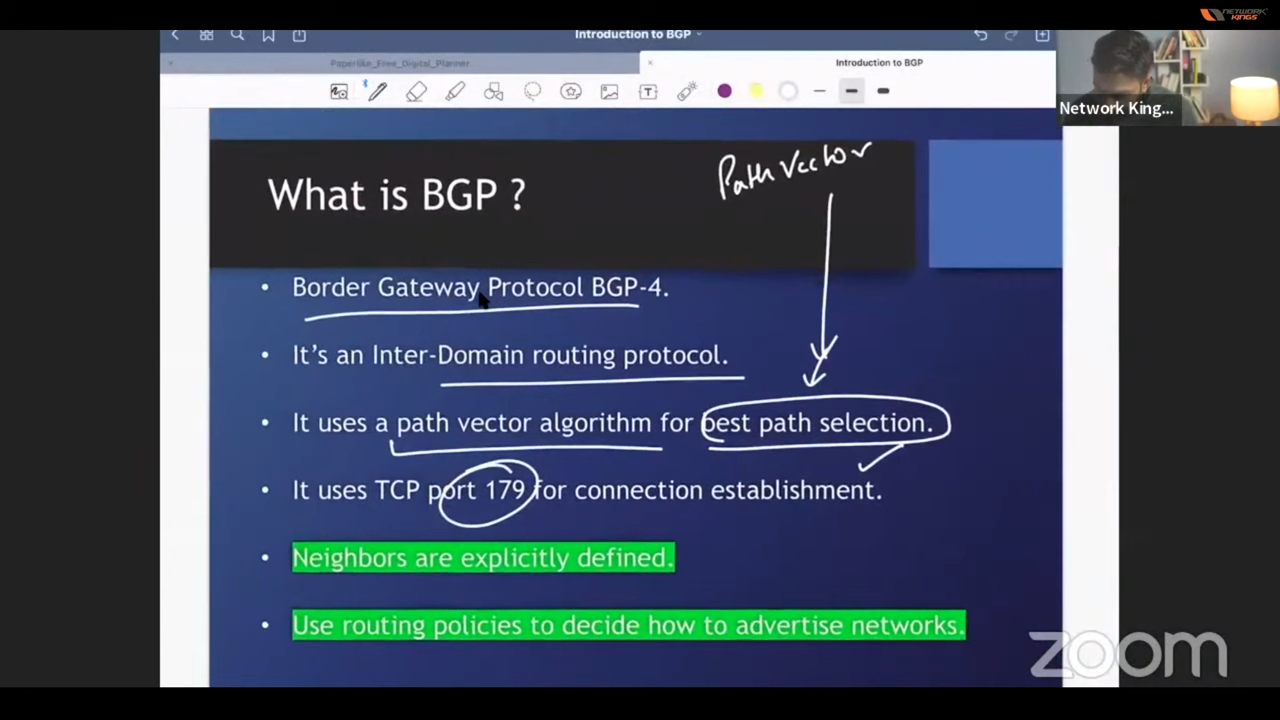 NETWORK
KINGS
Introduction to BGP
Paperlike_Free_Digital_Planner
Introduction to BGP
Network King...
Path Vector
What is BGP ?
• Border Gateway Protocol BGP-4.
• It's an Inter-Domain routing protocol.
• It uses a path vector algorithm for best path selection.
• It uses TCP port 179 for connection establishment.
• Neighbors are explicitly defined.
• Use routing policies to decide how to advertise networks.
zoom